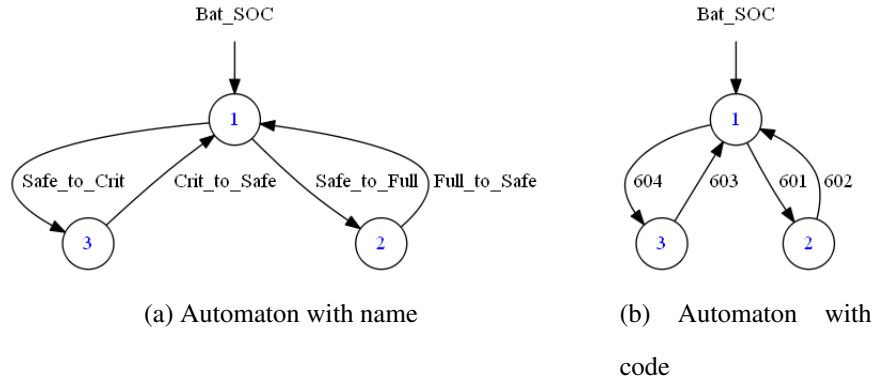 Bat_SOC
1
Safe_to_Crit
Crit_to_Safe
Safe_to_Full
Full_to_Safe
3
2
(a) Automaton with name
Bat_SOC
1
604
603
601
602
3
2
(b) Automaton with
code